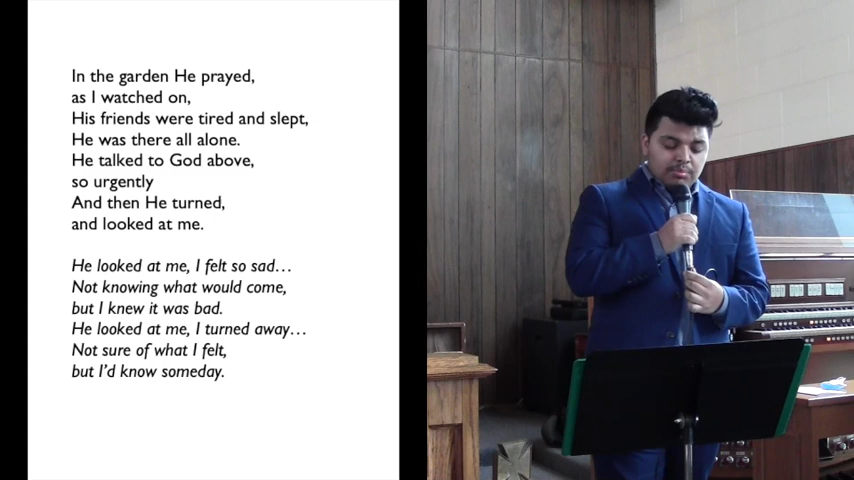 In the garden He prayed,
as I watched on,
His friends were tired and slept,
He was there all alone.
He talked to God above,
so urgently
And then He turned,
and looked at me.
He looked at me, I felt so sad…
Not knowing what would come,
but I knew it was bad.
He looked at me, I turned away…
Not sure of what I felt,
but I'd know someday.